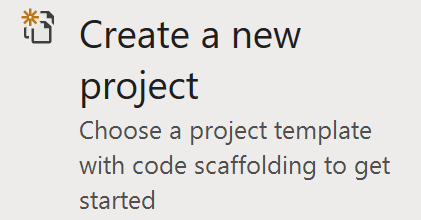 Create a new
project
Choose a project template
with code scaffolding to get
started